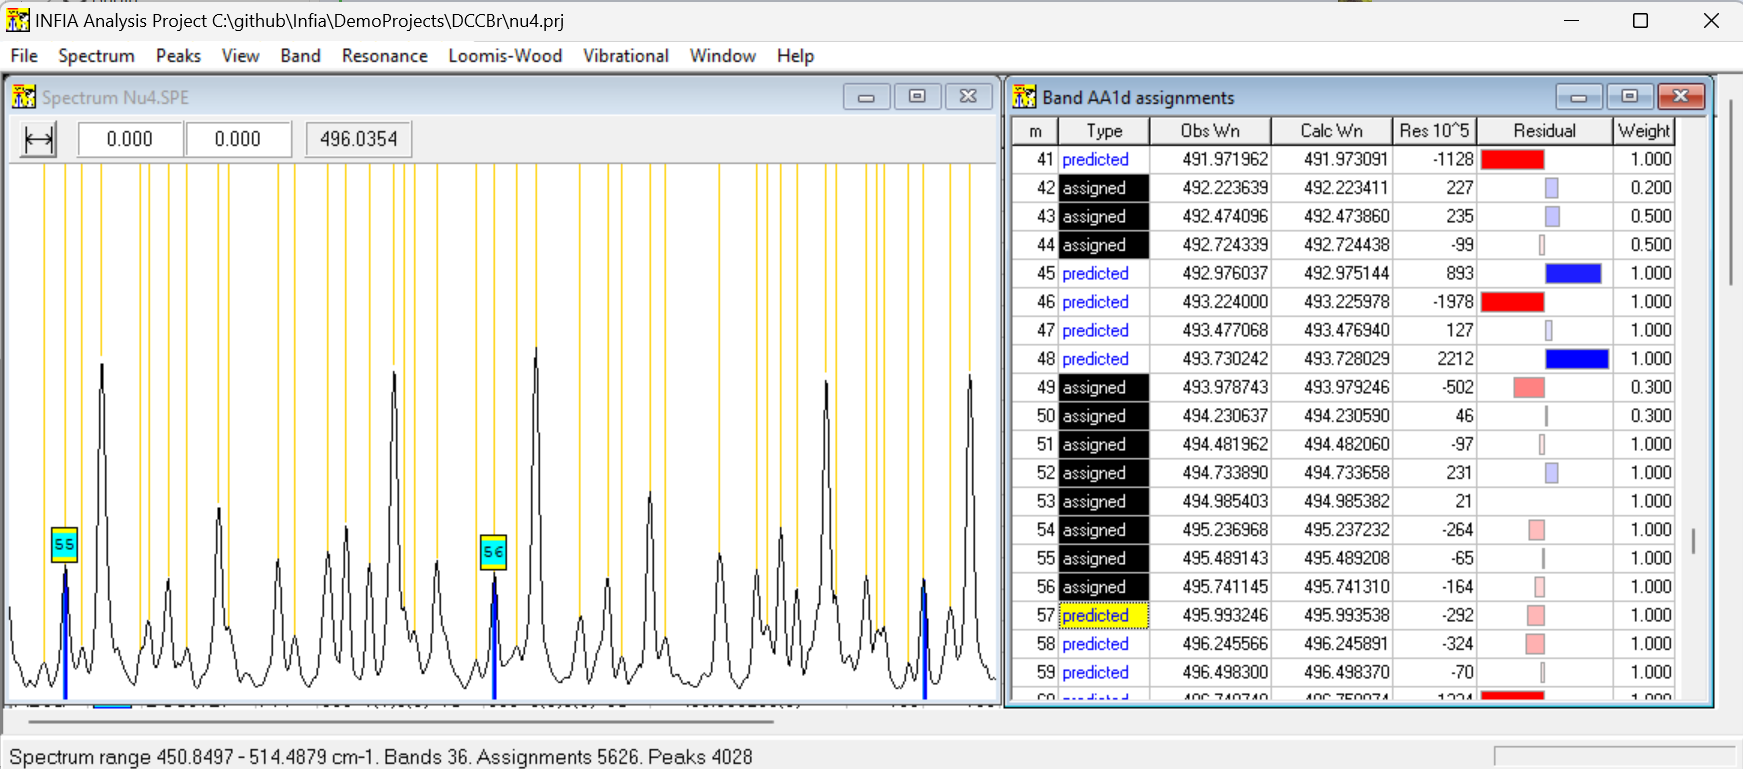 INFIA Analysis Project C:\github\Infia\DemoProjects\DCCBr\nu4.prj
File Spectrum Peaks View Band Resonance Loomis-Wood Vibrational Window Help
Spectrum Nu4.SPE
0.000 0.000 496.0354
55
56
Band AA1d assignments
m Type Obs Wn Calc Wn Res 10^5 Residual Weight
41 predicted 491.971962 491.973091 -1128 1.000
42 assigned 492.223639 492.223411 227 0.200
43 assigned 492.474096 492.473860 235 0.500
44 assigned 492.724339 492.724438 -99 0.500
45 predicted 492.976037 492.975144 893 1.000
46 predicted 493.224000 493.225978 -1978 1.000
47 predicted 493.477068 493.476940 127 1.000
48 predicted 493.730242 493.728029 2212 1.000
49 assigned 493.978743 493.979246 -502 0.300
50 assigned 494.230637 494.230590 46 0.300
51 assigned 494.481962 494.482060 -97 1.000
52 assigned 494.733890 494.733658 231 1.000
53 assigned 494.985403 494.985382 21 1.000
54 assigned 495.236968 495.237232 -264 1.000
55 assigned 495.489143 495.489208 -65 1.000
56 assigned 495.741145 495.741310 -164 1.000
57 predicted 495.993246 495.993538 -292 1.000
58 predicted 496.245566 496.245891 -324 1.000
59 predicted 496.498300 496.498370 -70 1.000
Spectrum range 450.8497 - 514.4879 cm-1. Bands 36. Assignments 5626. Peaks 4028